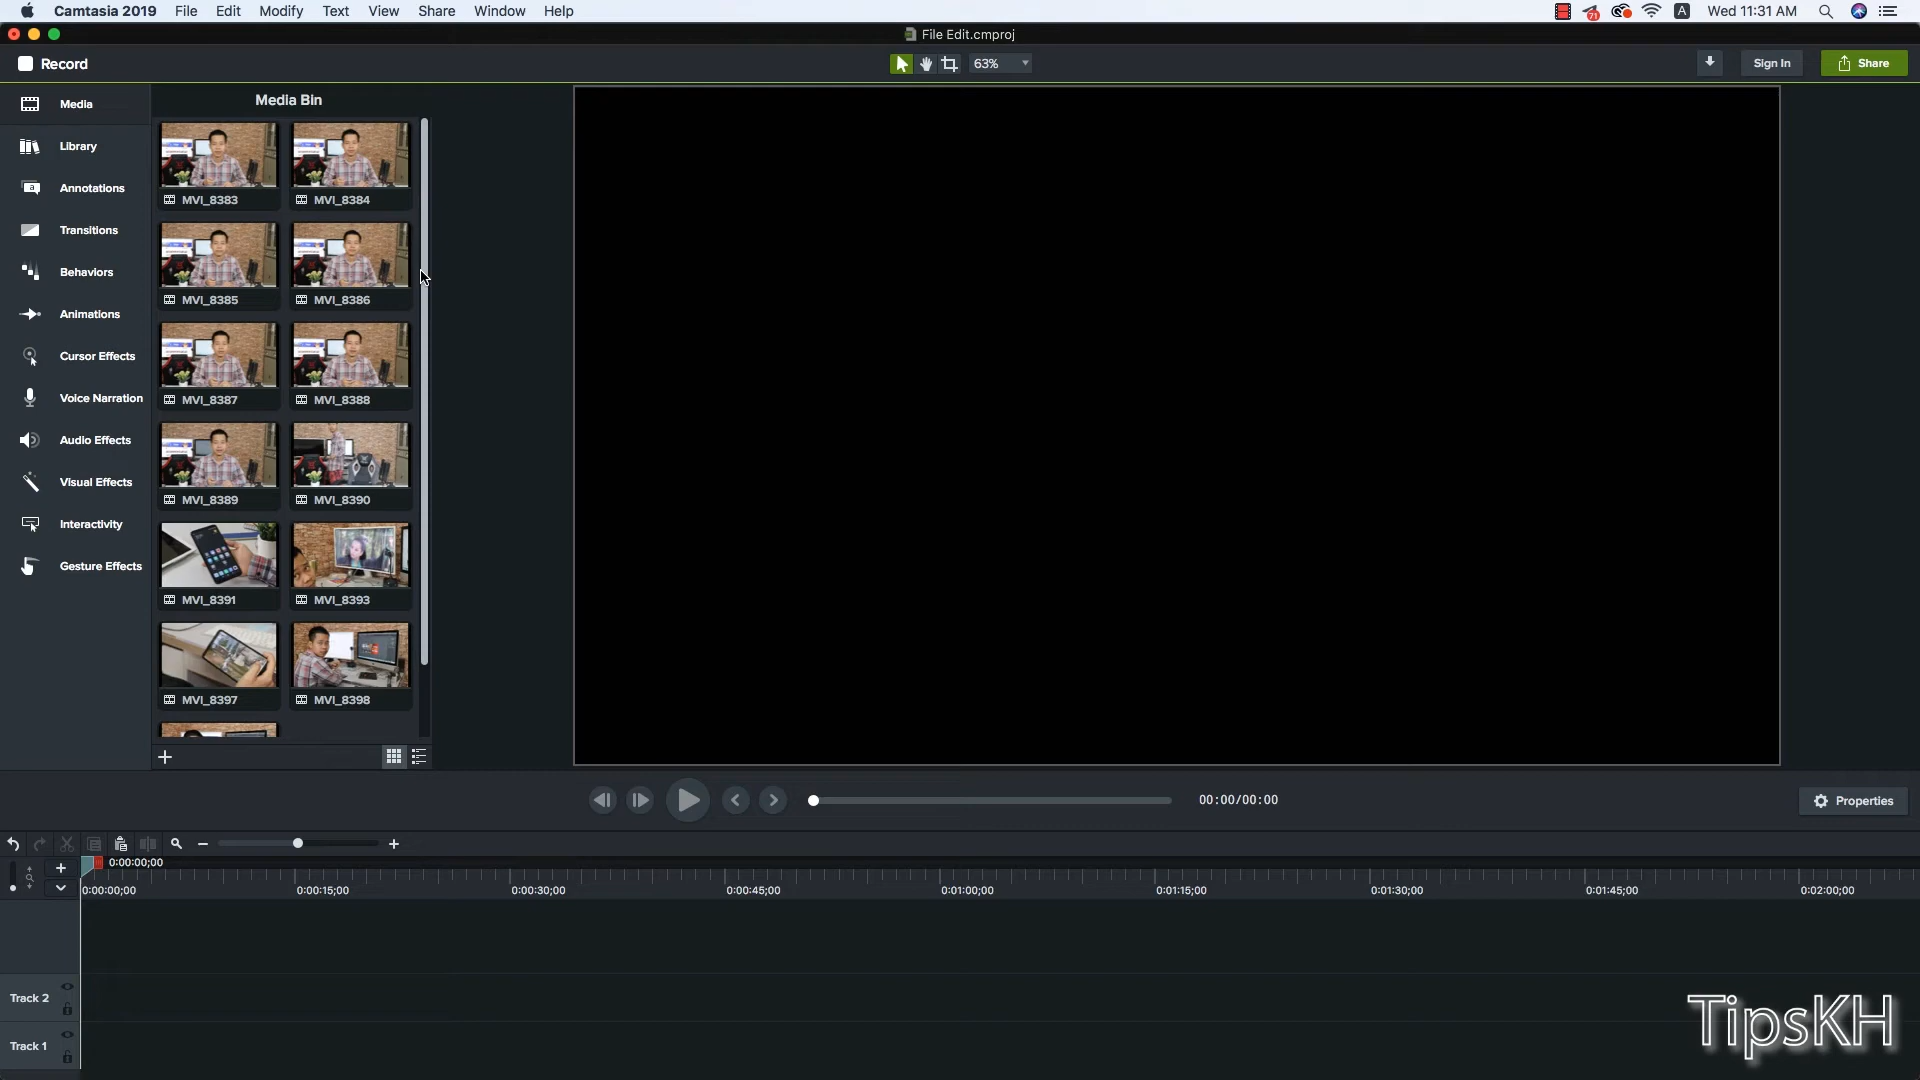 Camtasia 2019 File Edit Modify Text View Share Window Help
71 A Wed 11:31 AM
File Edit.cmproj
Record 63% Sign In Share
Media
Library
Annotations
Transitions
Behaviors
Animations
Cursor Effects
Voice Narration
Audio Effects
Visual Effects
Interactivity
Gesture Effects
Media Bin
MVI_8383 MVI_8384
MVI_8385 MVI_8386
MVI_8387 MVI_8388
MVI_8389 MVI_8390
MVI_8391 MVI_8393
MVI_8397 MVI_8398
00:00/00:00
Properties
0:00:00;00
0:00:00;00 0:00:15;00 0:00:30;00 0:00:45;00 0:01:00;00 0:01:15;00 0:01:30;00 0:01:45;00 0:02:00;00
Track 2
Track 1
TipsKH